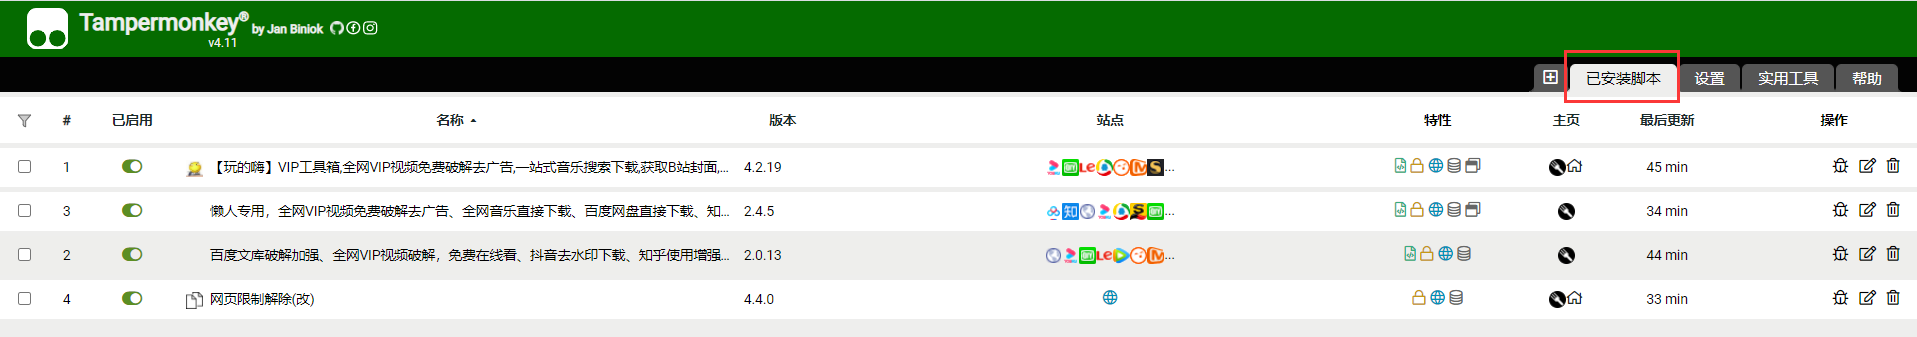 Tampermonkey® by Jan Biniok
v4.11
已安装脚本 设置 实用工具 帮助
# 已启用 名称 版本 站点 特性 主页 最后更新 操作
1 【玩的嗨】VIP工具箱,全网VIP视频免费破解去广告,一站式音乐搜索下载,获取B站封面,... 4.2.19 ... 45 min
3 懒人专用，全网VIP视频免费破解去广告、全网音乐直接下载、百度网盘直接下载、知... 2.4.5 ... 34 min
2 百度文库破解加强、全网VIP视频破解，免费在线看、抖音去水印下载、知乎使用增强... 2.0.13 ... 44 min
4 网页限制解除(改) 4.4.0 33 min